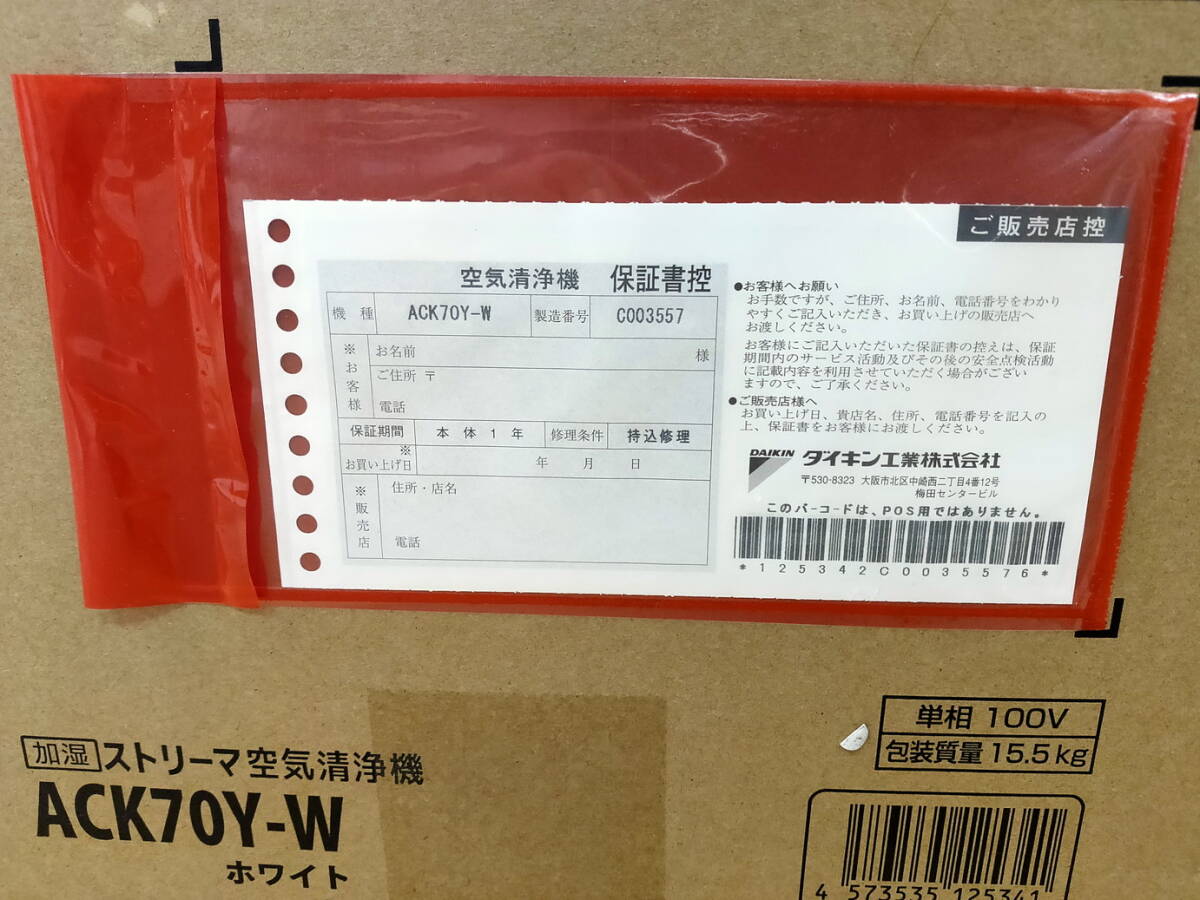 ご販売店控
空気清浄機 保証書控
機種 ACK70Y-W 製造番号 C003557
※お客様
お名前 様
ご住所 〒
電話
保証期間 本体1年 修理条件 持込修理
※お買い上げ日 年 月 日
※販売店
住所・店名
電話
●お客様へお願い
お手数ですが、ご住所、お名前、電話番号をわかり
やすくご記入いただき、お買い上げの販売店へ
お渡しください。
お客様にご記入いただいた保証書の控えは、保証
期間内のサービス活動及びその後の安全点検活動
に記載内容を利用させていただく場合がござい
ますので、ご了承ください。
●ご販売店様へ
お買い上げ日、貴店名、住所、電話番号を記入の
上、保証書をお客様にお渡しください。
DAIKIN ダイキン工業株式会社
〒530-8323 大阪市北区中崎西二丁目4番12号
梅田センタービル
このバーコードは、POS用ではありません。
*125342C0035576*
単相 100V
包装質量 15.5kg
加湿 ストリーマ空気清浄機
ACK70Y-W
ホワイト
4 573535 125341